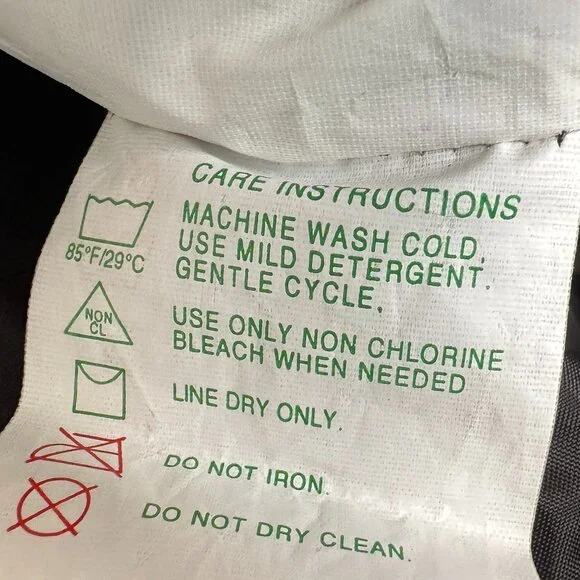 CARE INSTRUCTIONS
MACHINE WASH COLD.
USE MILD DETERGENT.
GENTLE CYCLE.
85°F/29°C
NON
CL
USE ONLY NON CHLORINE
BLEACH WHEN NEEDED
LINE DRY ONLY.
DO NOT IRON.
DO NOT DRY CLEAN.